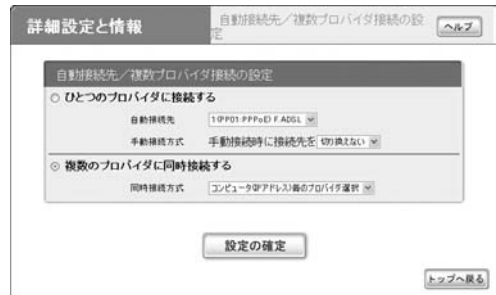 詳細設定と情報
自動接続先／複数プロバイダ接続の設
定
ヘルプ
自動接続先／複数プロバイダ接続の設定
ひとつのプロバイダに接続する
自動接続先
1(PP01:PPPoE) F.ADSL
手動接続方式 手動接続時に接続先を 切り換えない
複数のプロバイダに同時接続する
同時接続方式
コンピュータ(IPアドレス)毎のプロバイダ選択
設定の確定
トップへ戻る